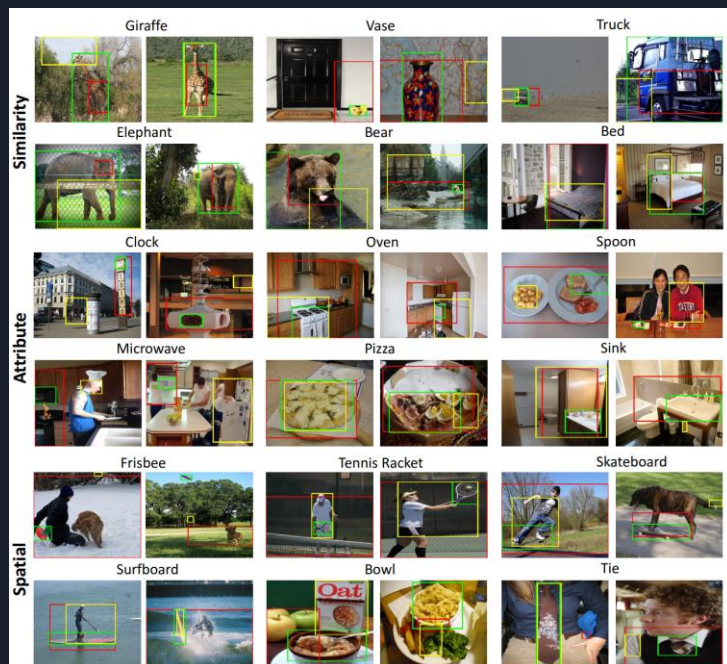 Giraffe Vase Truck
Similarity
Elephant Bear Bed
Clock Oven Spoon
Attribute
Microwave Pizza Sink
Frisbee Tennis Racket Skateboard
Spatial
Surfboard Bowl Tie
Oat